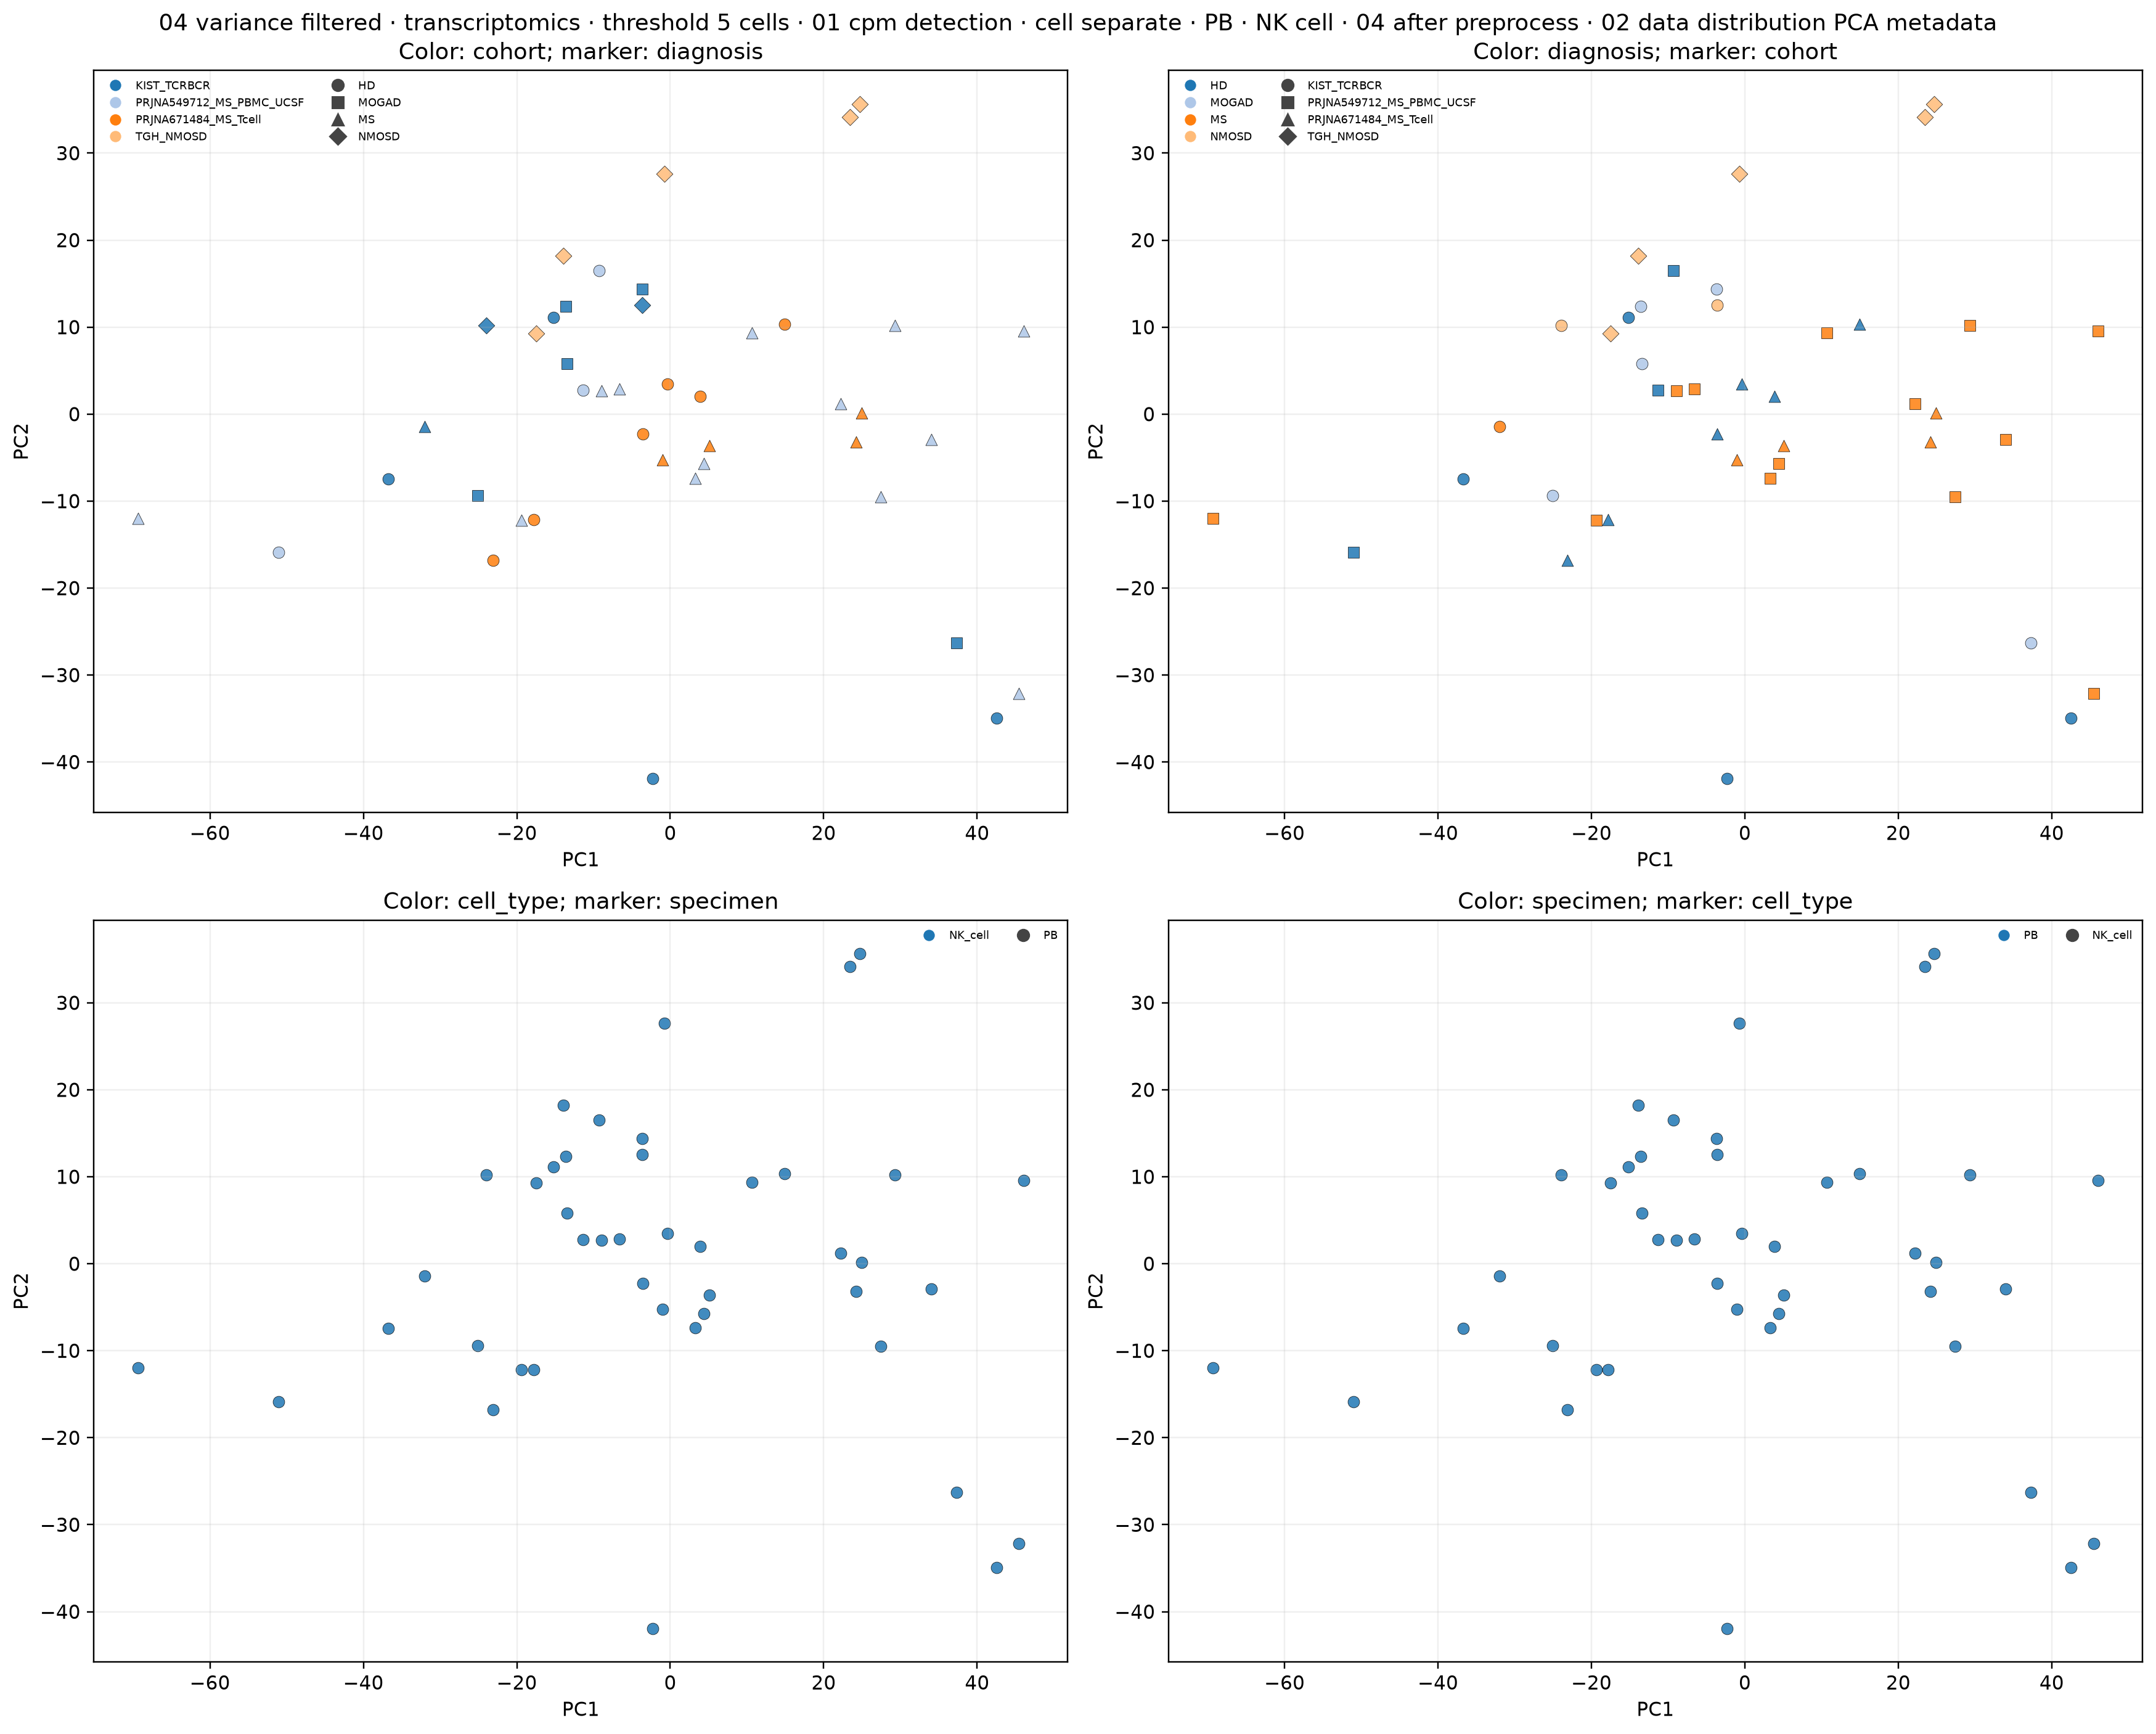 04 variance filtered · transcriptomics · threshold 5 cells · 01 cpm detection · cell separate · PB · NK cell · 04 after preprocess · 02 data distribution PCA metadata
Color: cohort; marker: diagnosis
KIST_TCRBCR HD
PRJNA549712_MS_PBMC_UCSF MOGAD
PRJNA671484_MS_Tcell MS
TGH_NMOSD NMOSD
30
20
10
0
−10
−20
−30
−40
PC2
−60 −40 −20 0 20 40
PC1
Color: diagnosis; marker: cohort
HD KIST_TCRBCR
MOGAD PRJNA549712_MS_PBMC_UCSF
MS PRJNA671484_MS_Tcell
NMOSD TGH_NMOSD
30
20
10
0
−10
−20
−30
−40
PC2
−60 −40 −20 0 20 40
PC1
Color: cell_type; marker: specimen
NK_cell PB
30
20
10
0
−10
−20
−30
−40
PC2
−60 −40 −20 0 20 40
PC1
Color: specimen; marker: cell_type
PB NK_cell
30
20
10
0
−10
−20
−30
−40
PC2
−60 −40 −20 0 20 40
PC1